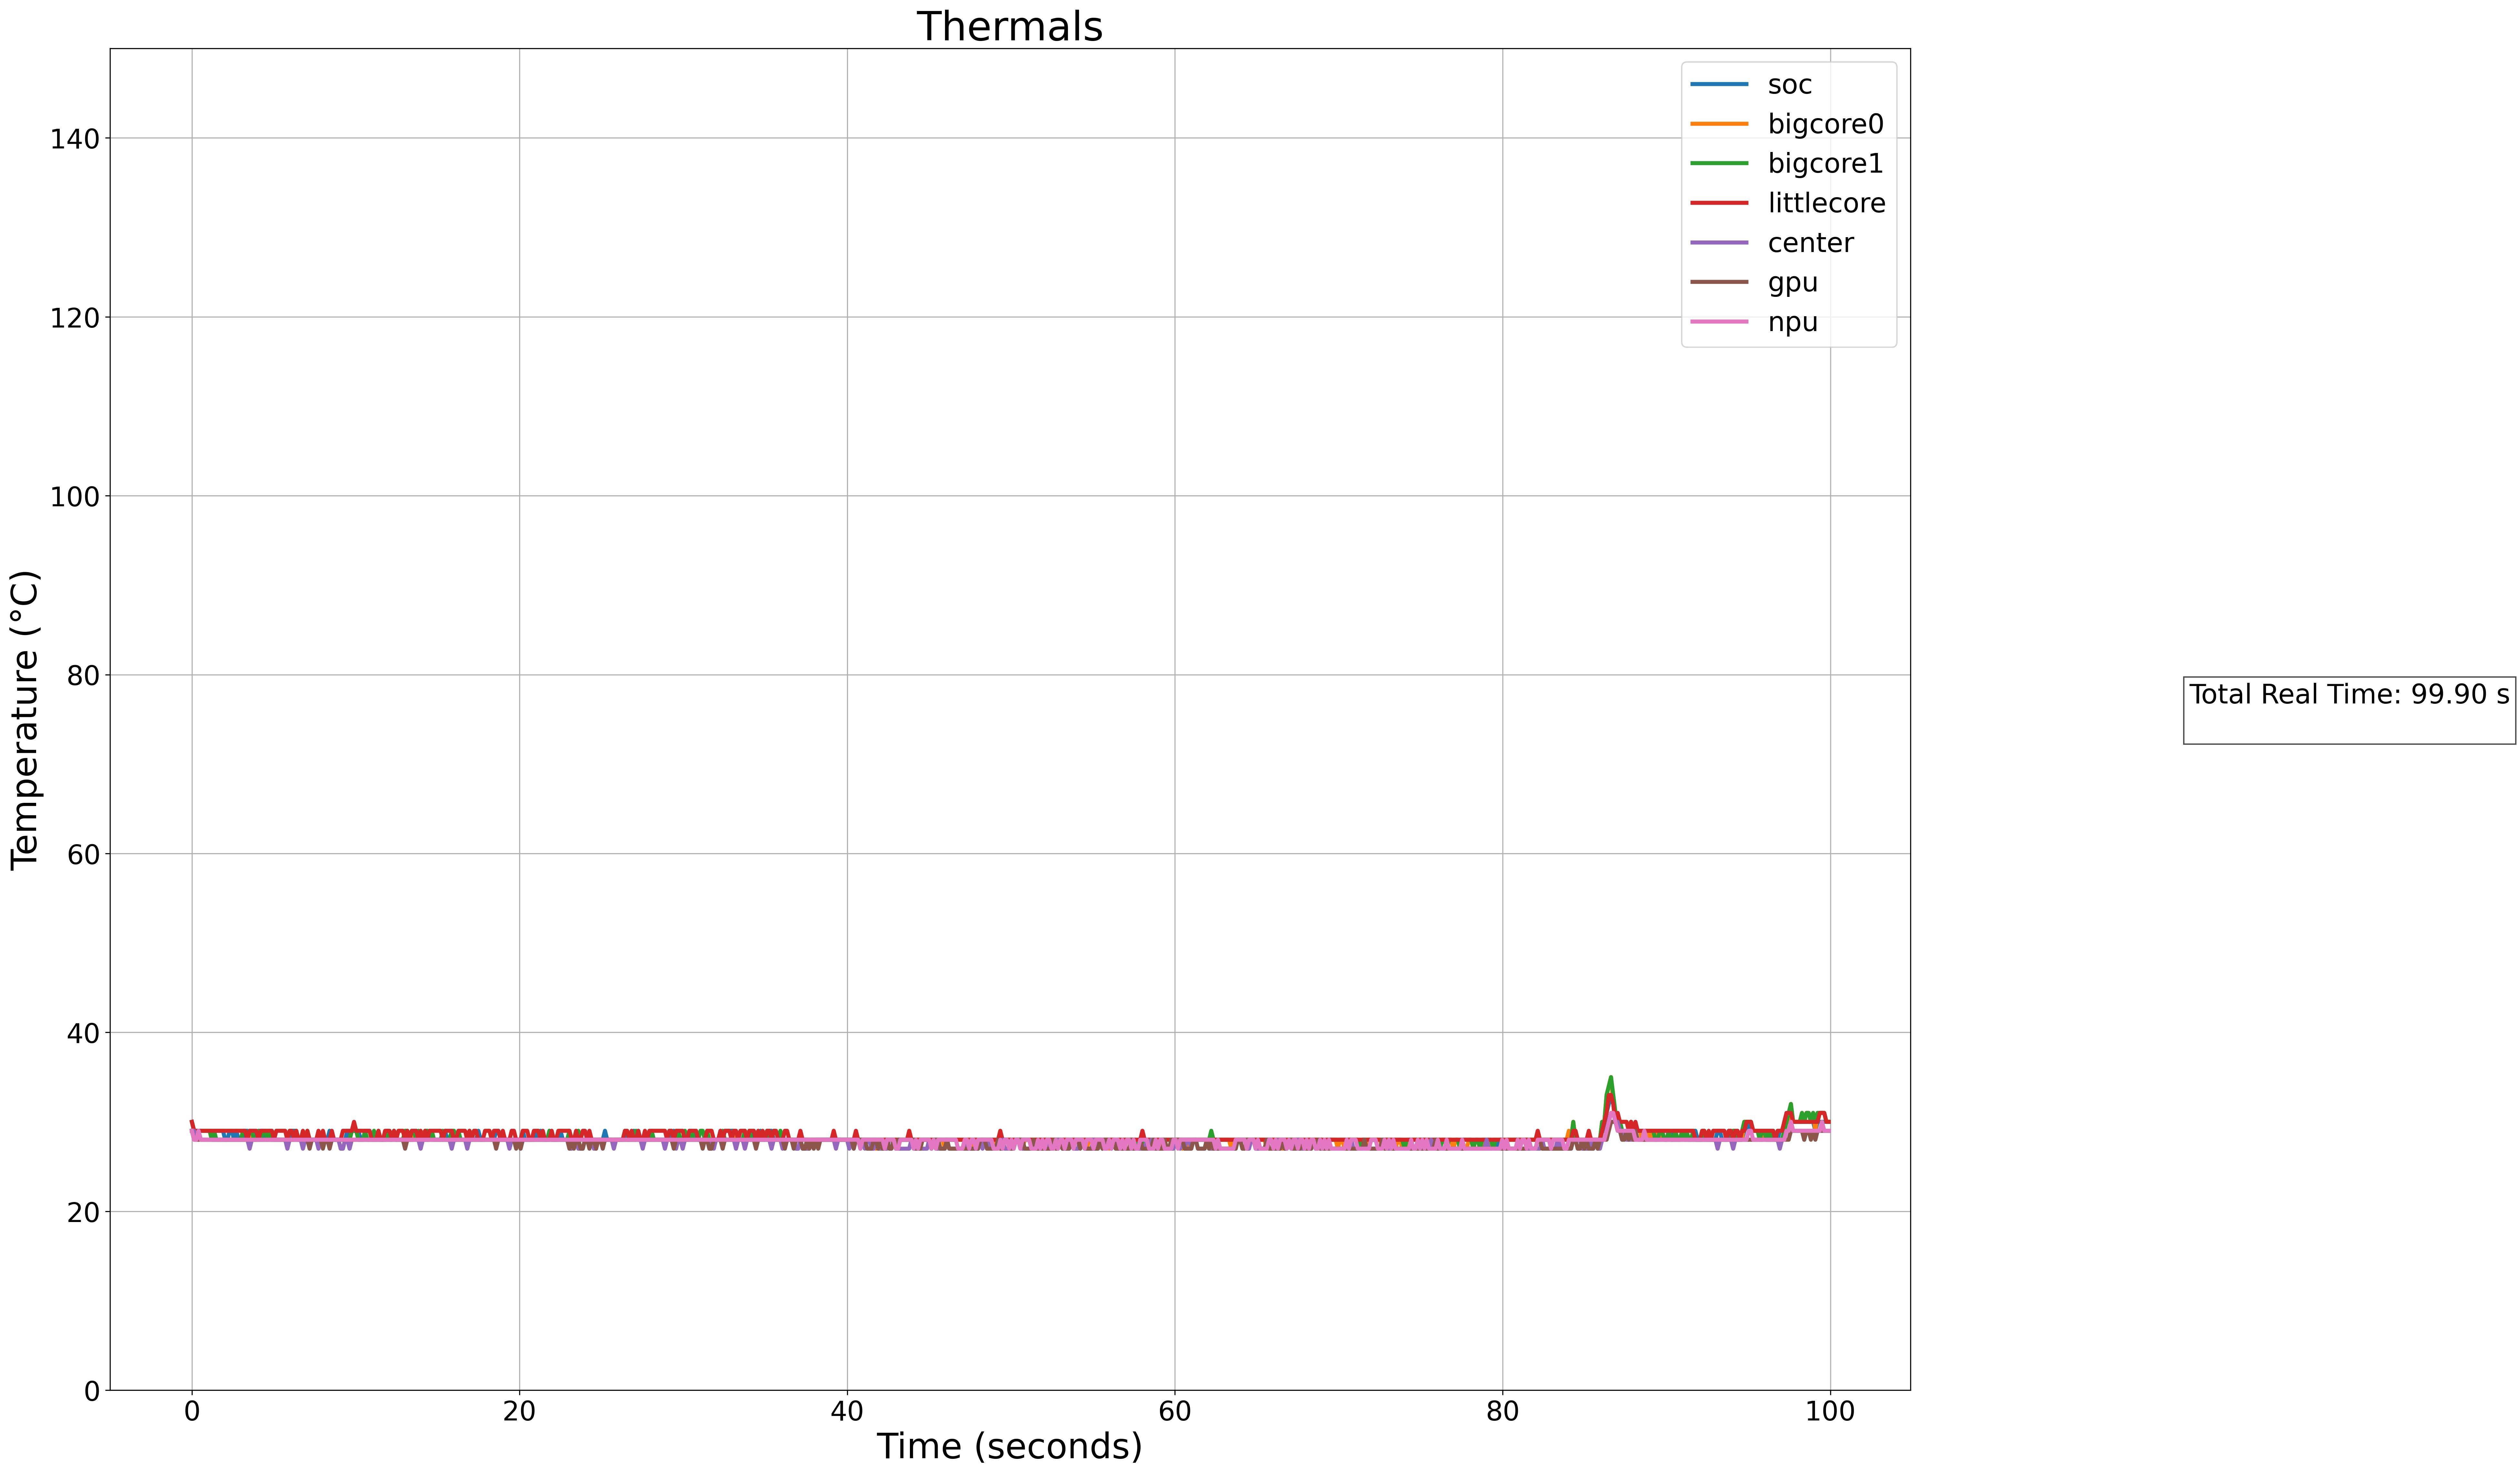 Thermals
soc
bigcore0
bigcore1
littlecore
center
gpu
npu
140
120
100
80
60
40
20
0
Temperature (°C)
0 20 40 60 80 100
Time (seconds)
Total Real Time: 99.90 s